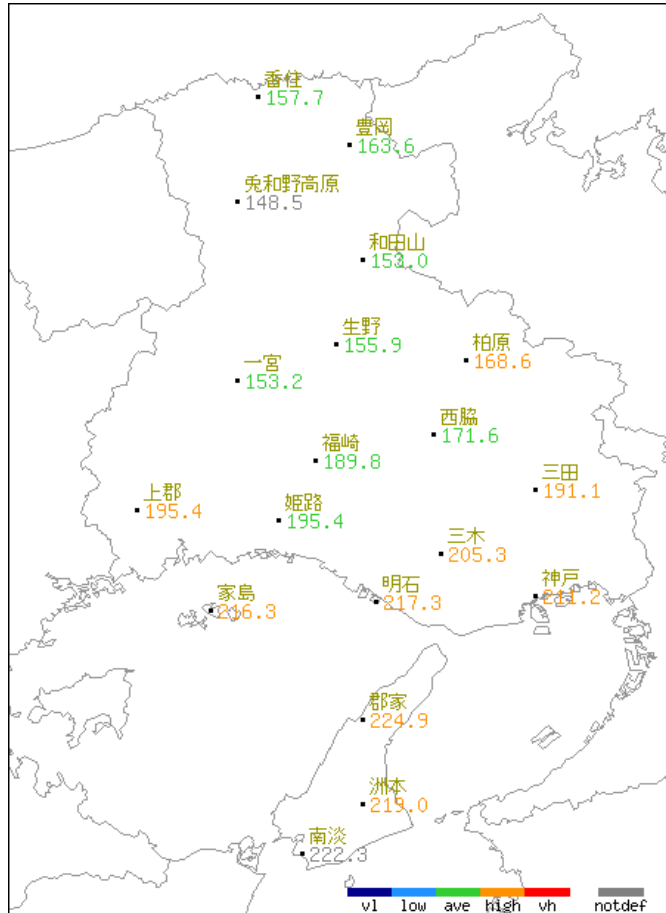 香住
157.7
豊岡
163.6
兎和野高原
148.5
和田山
153.0
生野
155.9
柏原
168.6
一宮
153.2
西脇
171.6
福崎
189.8
三田
191.1
上郡
195.4
姫路
195.4
三木
205.3
家島
216.3
明石
217.3
神戸
211.2
郡家
224.9
洲本
219.0
南淡
222.3
vl low ave high vh notdef